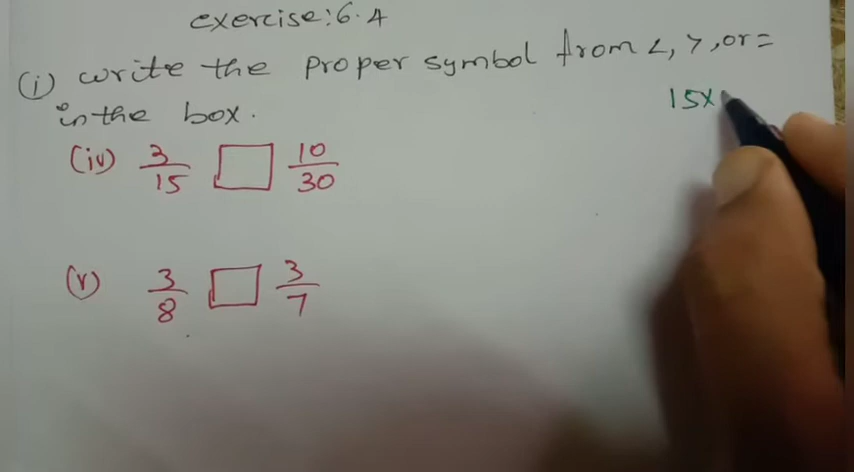 exercise:6.4
(i) write the proper symbol from <, >, or =
in the box.
15x
(iv) 3/15 □ 10/30
(v) 3/8 □ 3/7